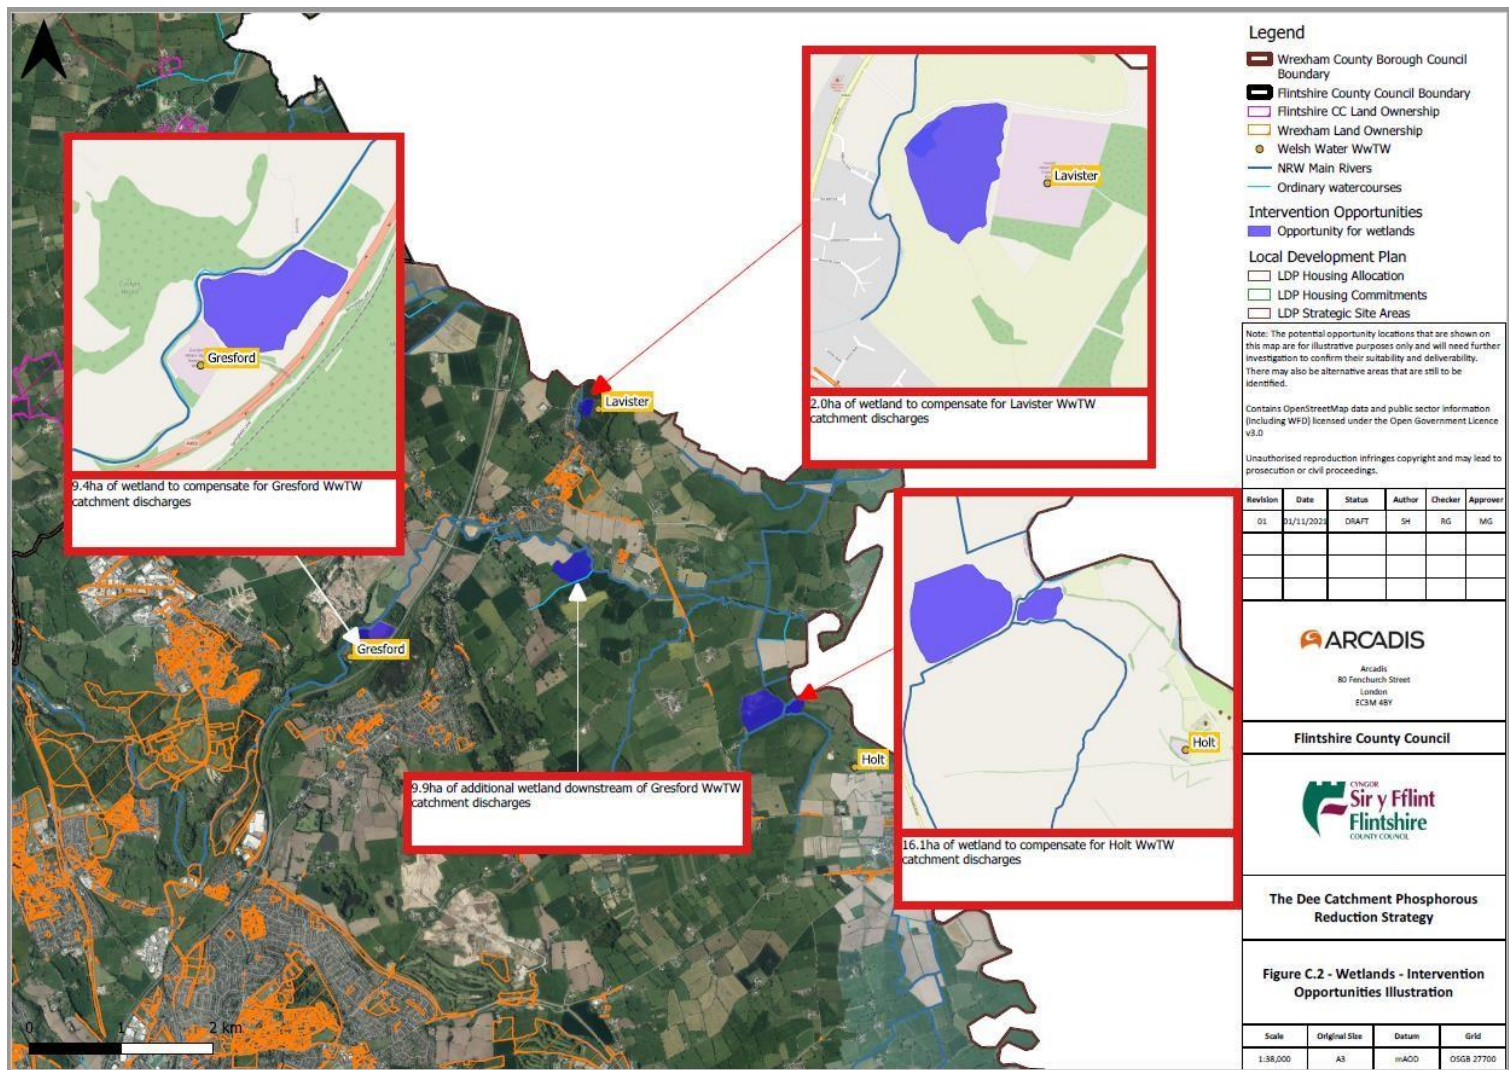 Legend
Wrexham County Borough Council
Boundary
Flintshire County Council Boundary
Flintshire CC Land Ownership
Wrexham Land Ownership
Welsh Water WwTW
NRW Main Rivers
Ordinary watercourses
Intervention Opportunities
Opportunity for wetlands
Local Development Plan
LDP Housing Allocation
LDP Housing Commitments
LDP Strategic Site Areas
Note: The potential opportunity locations that are shown on
this map are for illustrative purposes only and will need further
investigation to confirm their suitability and deliverability.
There may also be alternative areas that are still to be
identified.
Contains OpenStreetMap data and public sector information
(including WFD) licensed under the Open Government Licence
v3.0
Unauthorised reproduction infringes copyright and may lead to
prosecution or civil proceedings.
Revision Date Status Author Checker Approver
01 01/11/2021 DRAFT SH RG MG
ARCADIS
Arcadis
80 Fenchurch Street
London
EC3M 4BY
Flintshire County Council
CYNGOR
Sir y Fflint
Flintshire
COUNTY COUNCIL
The Dee Catchment Phosphorous
Reduction Strategy
Figure C.2 - Wetlands - Intervention
Opportunities Illustration
Scale Original Size Datum Grid
1:38,000 A3 mAOD OSGB 27700
Gresford
9.4ha of wetland to compensate for Gresford WwTW
catchment discharges
Lavister
2.0ha of wetland to compensate for Lavister WwTW
catchment discharges
Lavister
Gresford
9.9ha of additional wetland downstream of Gresford WwTW
catchment discharges
Holt
Holt
16.1ha of wetland to compensate for Holt WwTW
catchment discharges
0 1 2 km